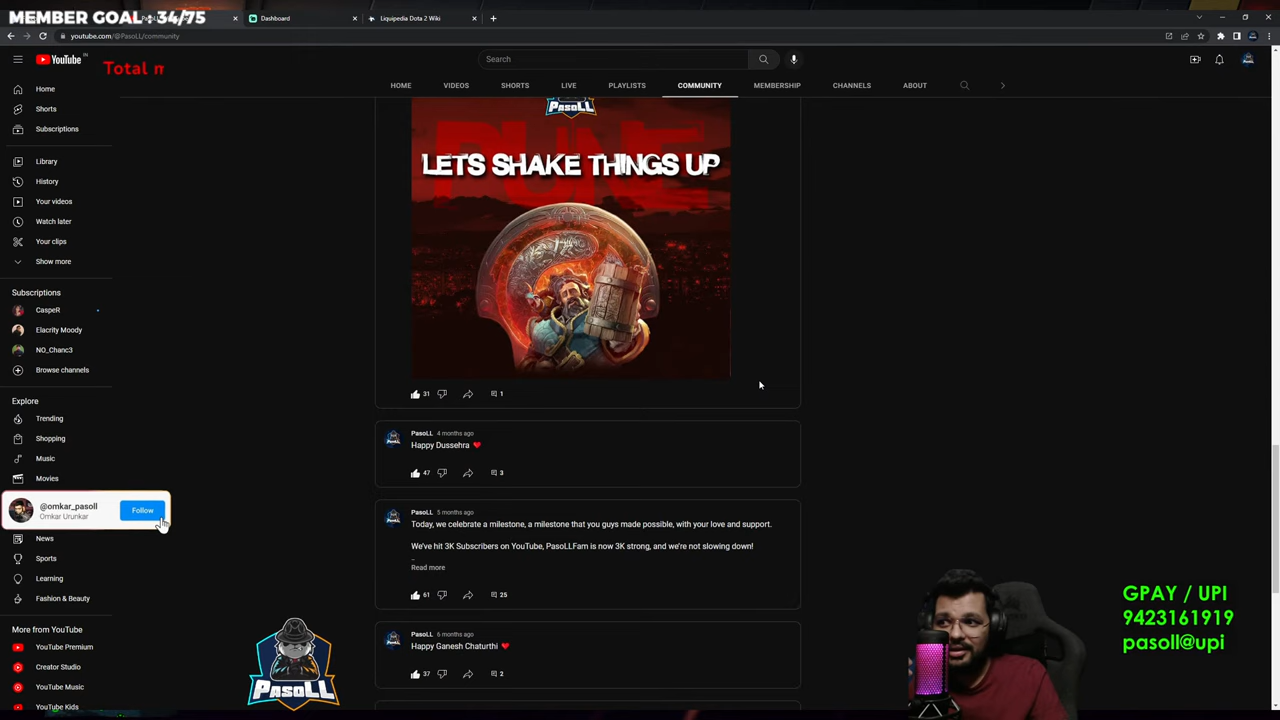 MEMBER GOAL : 34/75
Dashboard
Liquipedia Dota 2 Wiki
youtube.com/@PasoLL/community
YouTube
IN
Search
Total m
HOME
VIDEOS
SHORTS
LIVE
PLAYLISTS
COMMUNITY
MEMBERSHIP
CHANNELS
ABOUT
Home
Shorts
Subscriptions
Library
History
Your videos
Watch later
Your clips
Show more
Subscriptions
CaspeR
Elacrity Moody
NO_Chanc3
Browse channels
Explore
Trending
Shopping
Music
Movies
@omkar_pasoll
Omkar Urunkar
Follow
News
Sports
Learning
Fashion & Beauty
More from YouTube
YouTube Premium
Creator Studio
YouTube Music
YouTube Kids
PASOLL
PUNE
LETS SHAKE THINGS UP
31
1
PasoLL 4 months ago
Happy Dussehra
47
3
PasoLL 5 months ago
Today, we celebrate a milestone, a milestone that you guys made possible, with your love and support.
We've hit 3K Subscribers on YouTube, PasoLLFam is now 3K strong, and we're not slowing down!
..
Read more
61
25
PasoLL 6 months ago
Happy Ganesh Chaturthi
37
2
PASOLL
GPAY / UPI
9423161919
pasoll@upi